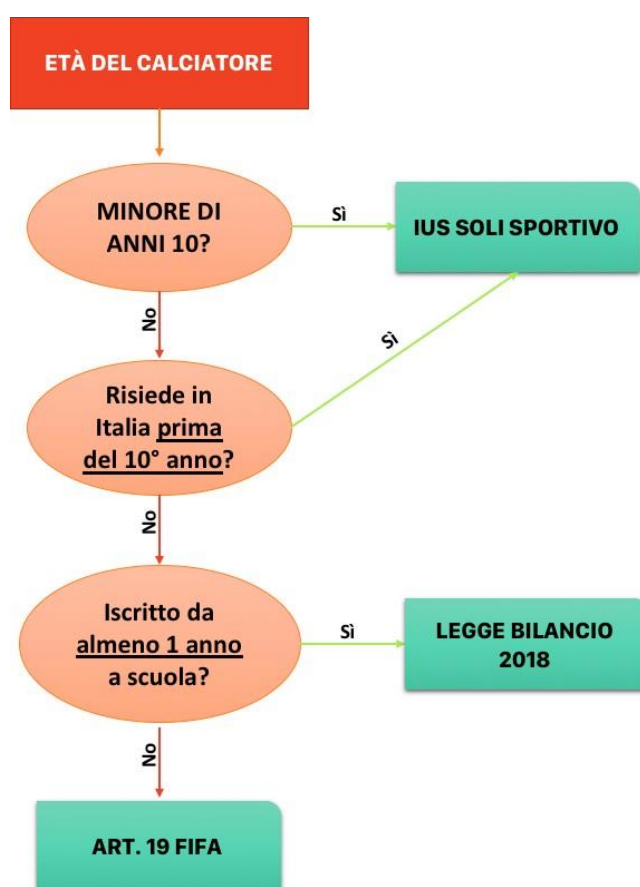 ETÀ DEL CALCIATORE
MINORE DI
ANNI 10?
Sì
IUS SOLI SPORTIVO
No
Sì
Risiede in
Italia prima
del 10° anno?
No
Iscritto da
almeno 1 anno
a scuola?
Sì
LEGGE BILANCIO
2018
No
ART. 19 FIFA